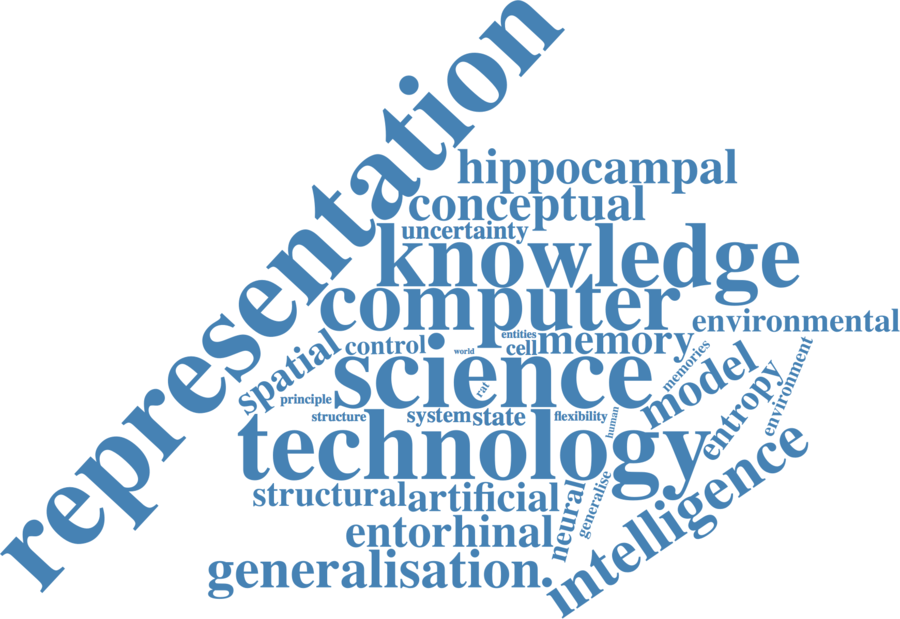 representation
hippocampal
conceptual
uncertainty
knowledge
computer
environmental
entities
spatial
control
world
cell
memory
memories
science
rat
model
environment
principle
structure
system
state
flexibility
human
entropy
technology
intelligence
structural
artificial
neural
generalise
entorhinal
generalisation.